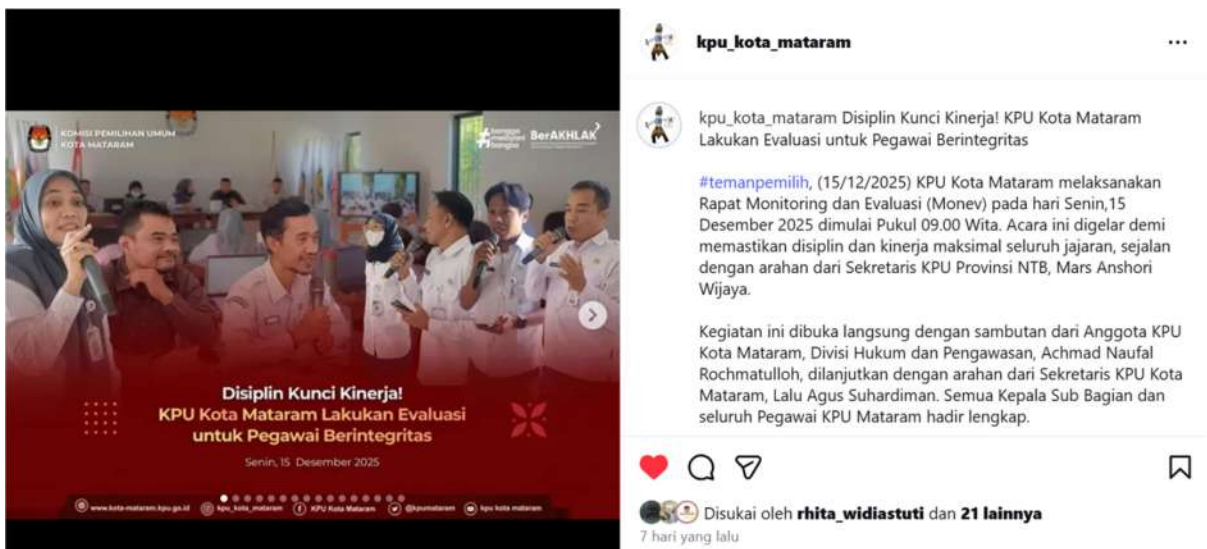 KOMISI PEMILIHAN UMUM
KOTA MATARAM
#bangga
melayani
bangsa
BerAKHLAK
Disiplin Kunci Kinerja!
KPU Kota Mataram Lakukan Evaluasi
untuk Pegawai Berintegritas
Senin, 15 Desember 2025
www.kota-mataram.kpu.go.id
kpu_kota_mataram
KPU Kota Mataram
@kpumataram
kpu kota mataram
kpu_kota_mataram
kpu_kota_mataram Disiplin Kunci Kinerja! KPU Kota Mataram
Lakukan Evaluasi untuk Pegawai Berintegritas
#temanpemilih, (15/12/2025) KPU Kota Mataram melaksanakan
Rapat Monitoring dan Evaluasi (Monev) pada hari Senin,15
Desember 2025 dimulai Pukul 09.00 Wita. Acara ini digelar demi
memastikan disiplin dan kinerja maksimal seluruh jajaran, sejalan
dengan arahan dari Sekretaris KPU Provinsi NTB, Mars Anshori
Wijaya.
Kegiatan ini dibuka langsung dengan sambutan dari Anggota KPU
Kota Mataram, Divisi Hukum dan Pengawasan, Achmad Naufal
Rochmatulloh, dilanjutkan dengan arahan dari Sekretaris KPU Kota
Mataram, Lalu Agus Suhardiman. Semua Kepala Sub Bagian dan
seluruh Pegawai KPU Mataram hadir lengkap.
Disukai oleh rhita_widiastuti dan 21 lainnya
7 hari yang lalu